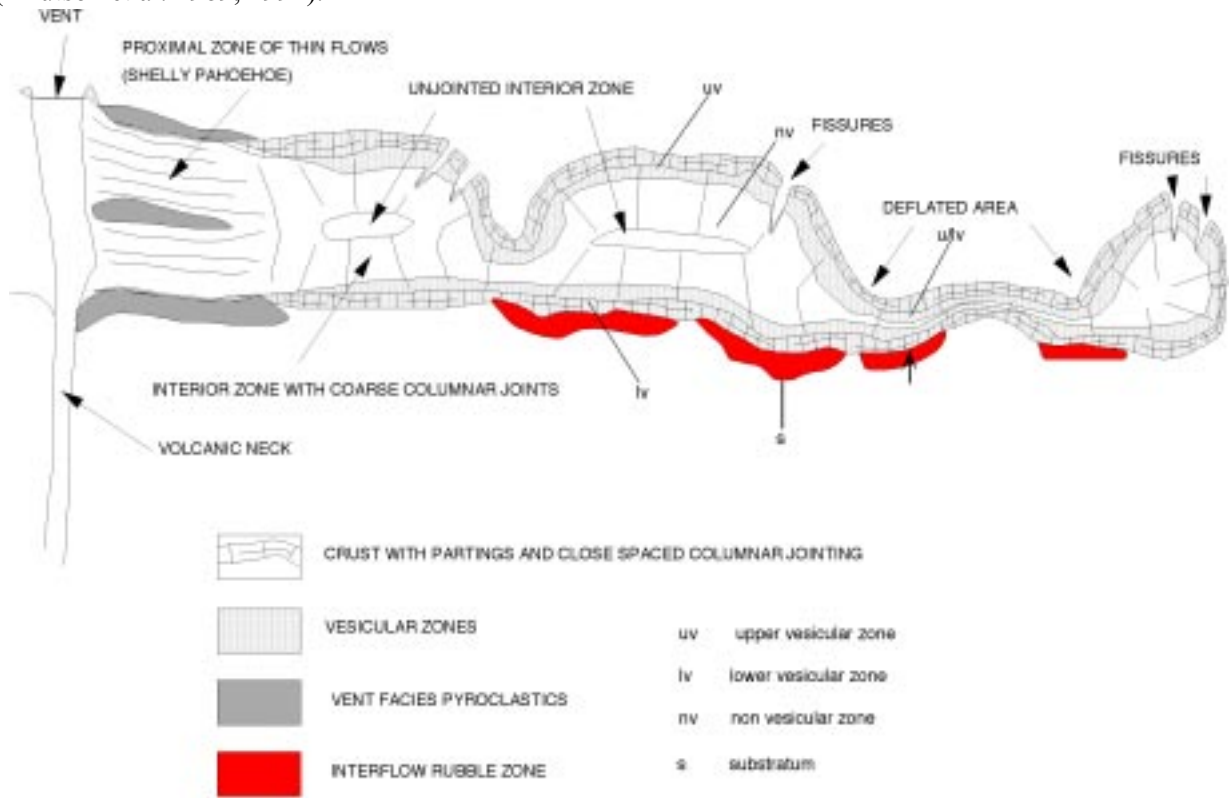 VENT
PROXIMAL ZONE OF THIN FLOWS
(SHELLY PAHOEHOE)
UNJOINTED INTERIOR ZONE
uv
nv
FISSURES
FISSURES
DEFLATED AREA
u/lv
INTERIOR ZONE WITH COARSE COLUMNAR JOINTS
lv
s
VOLCANIC NECK
CRUST WITH PARTINGS AND CLOSE SPACED COLUMNAR JOINTING
VESICULAR ZONES
VENT FACIES PYROCLASTICS
INTERFLOW RUBBLE ZONE
uv upper vesicular zone
lv lower vesicular zone
nv non vesicular zone
s substratum